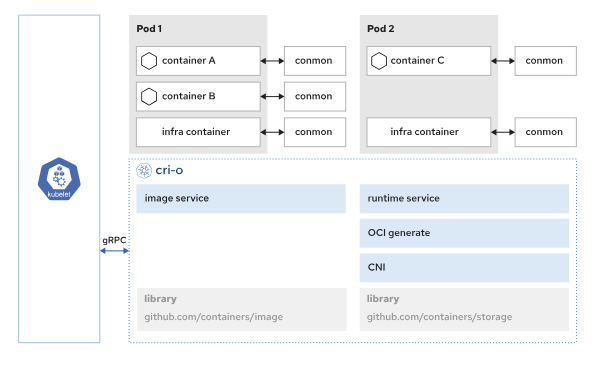 Pod 1
container A
conmon
container B
conmon
infra container
conmon
Pod 2
container C
conmon
infra container
conmon
kubelet
gRPC
cri-o
image service
runtime service
OCI generate
CNI
library
github.com/containers/image
library
github.com/containers/storage